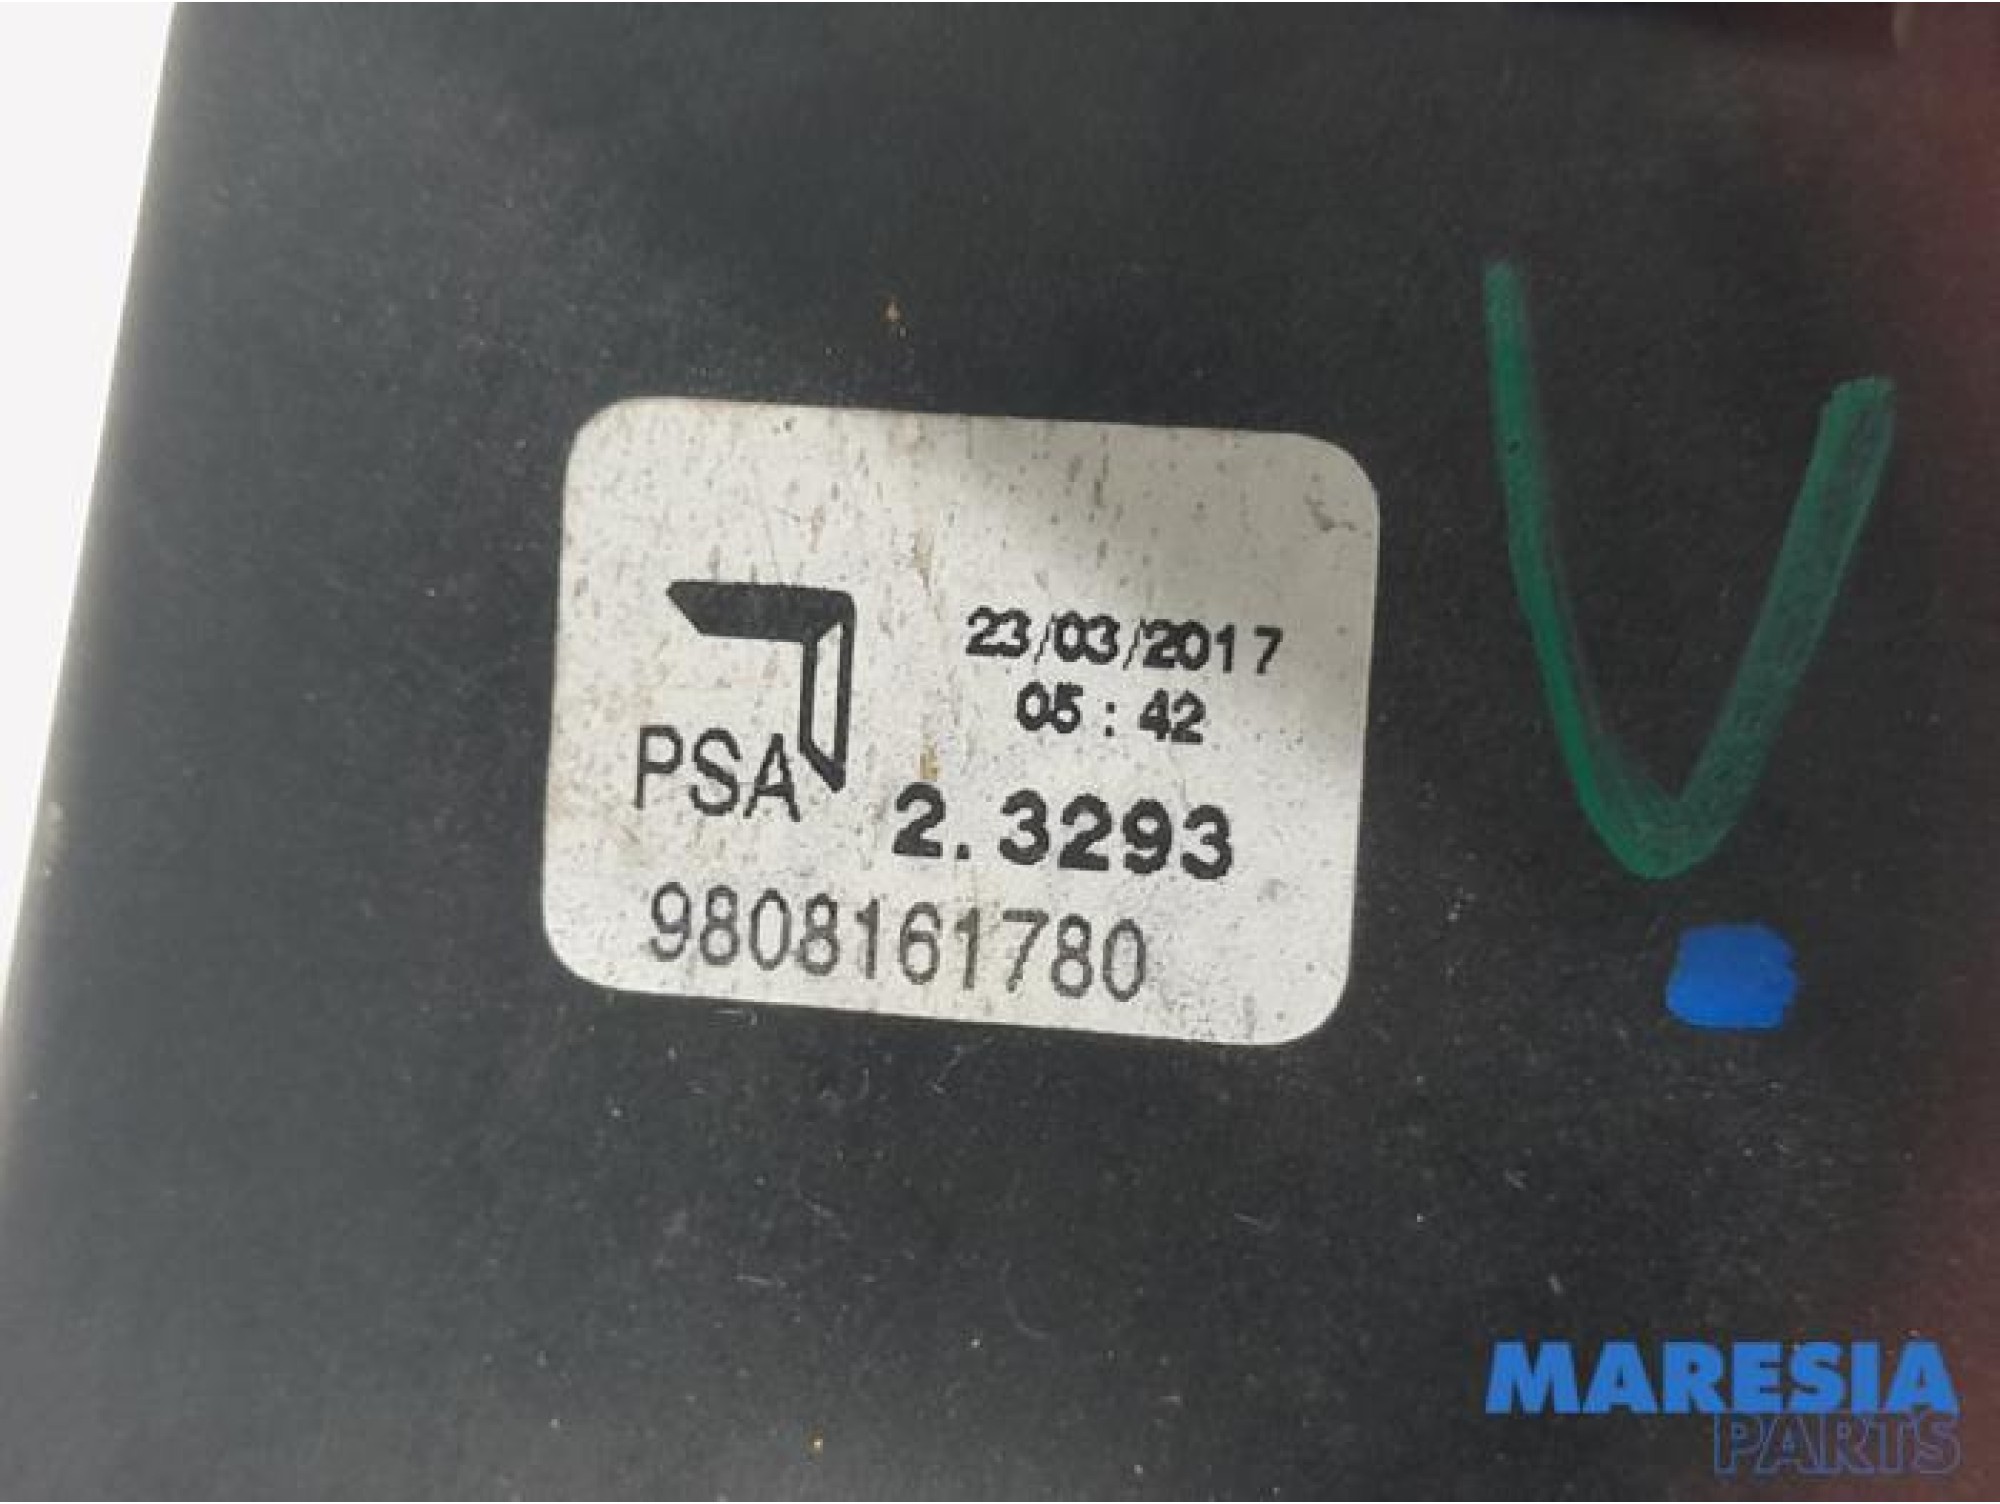 23/03/2017
05:42
PSA
2.3293
9808161780
MARESIA
PARTS